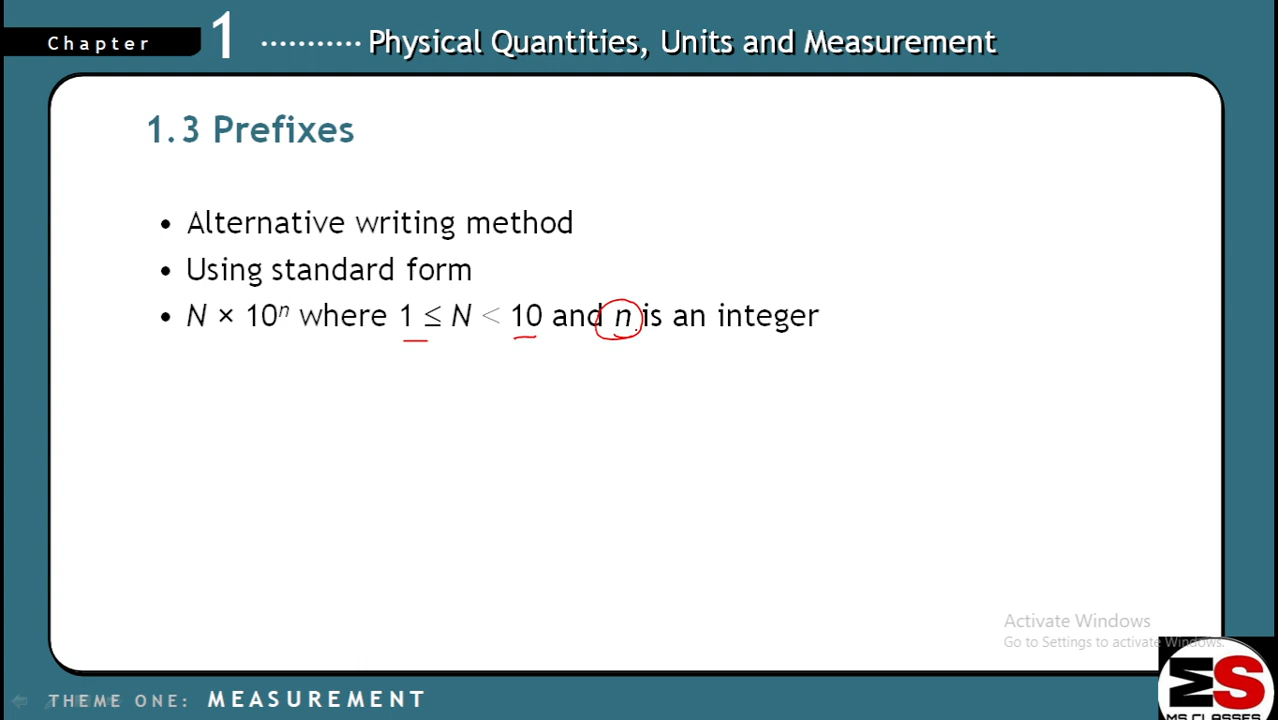 Chapter 1 ........... Physical Quantities, Units and Measurement
1.3 Prefixes
• Alternative writing method
• Using standard form
• N × 10ⁿ where 1 ≤ N < 10 and n is an integer
Activate Windows
Go to Settings to activate Windows.
THEME ONE: MEASUREMENT
MS
MS CLASSES